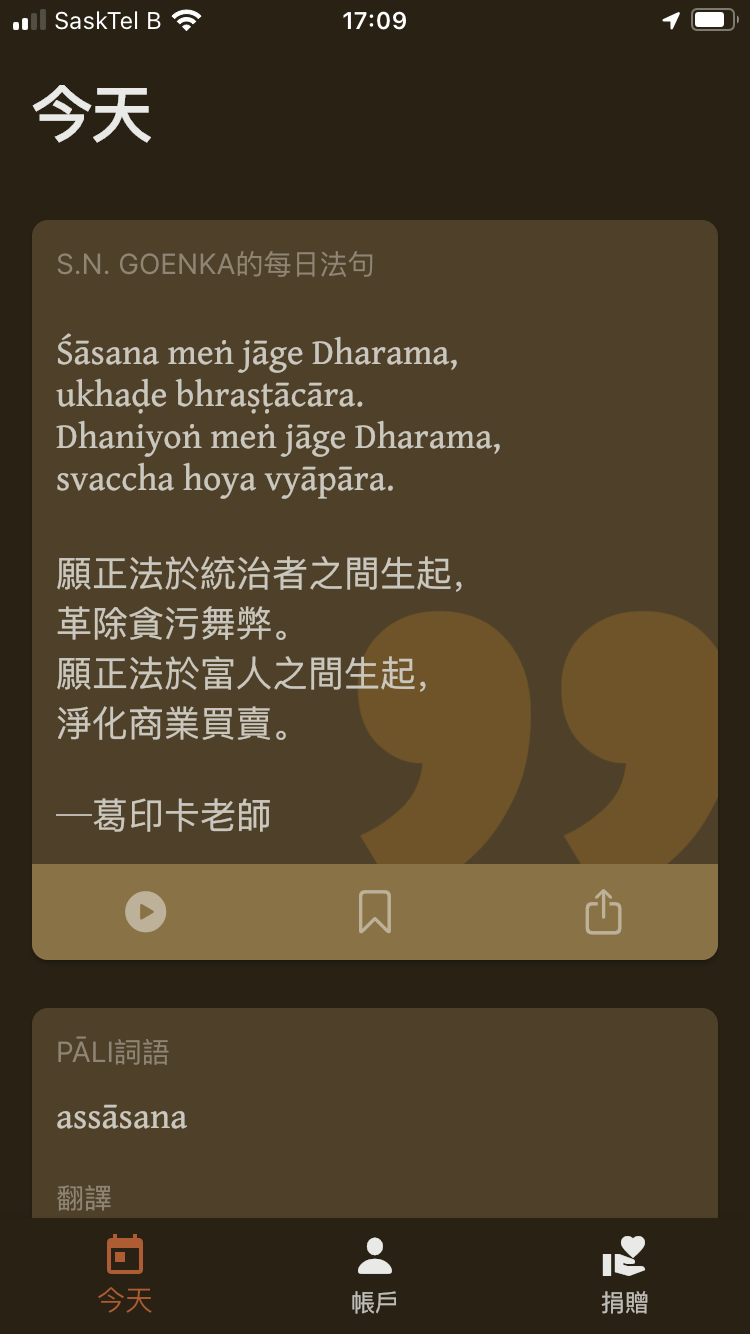 SaskTel B
17:09
今天
S.N. GOENKA的每日法句
Śāsana meṅ jāge Dharama,
ukhaḍe bhraṣṭācāra.
Dhaniyoṅ meṅ jāge Dharama,
svaccha hoya vyāpāra.
願正法於統治者之間生起,
革除貪污舞弊。
願正法於富人之間生起,
淨化商業買賣。
—葛印卡老師
PĀLI詞語
assāsana
翻譯
今天
帳戶
捐贈